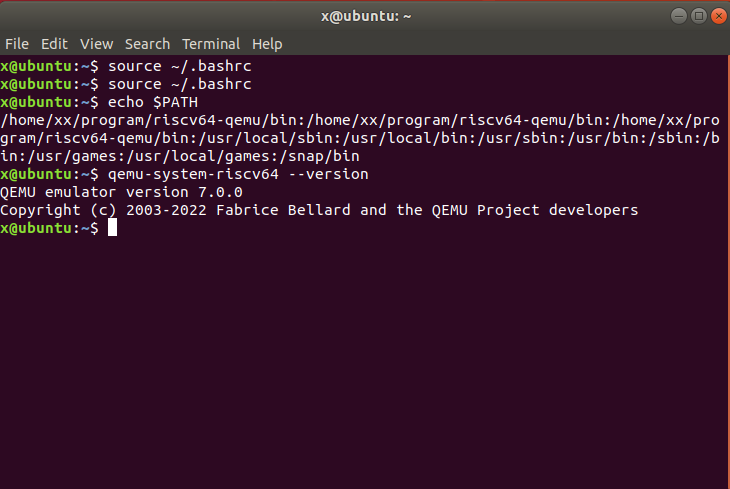 x@ubuntu: ~
File Edit View Search Terminal Help
x@ubuntu:~$ source ~/.bashrc
x@ubuntu:~$ source ~/.bashrc
x@ubuntu:~$ echo $PATH
/home/xx/program/riscv64-qemu/bin:/home/xx/program/riscv64-qemu/bin:/home/xx/pro
gram/riscv64-qemu/bin:/usr/local/sbin:/usr/local/bin:/usr/sbin:/usr/bin:/sbin:/b
in:/usr/games:/usr/local/games:/snap/bin
x@ubuntu:~$ qemu-system-riscv64 --version
QEMU emulator version 7.0.0
Copyright (c) 2003-2022 Fabrice Bellard and the QEMU Project developers
x@ubuntu:~$